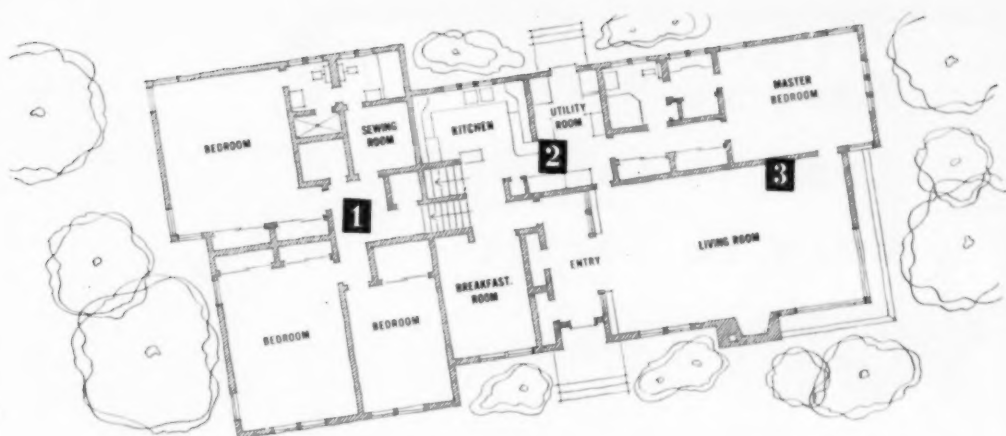 BEDROOM
SEWING
ROOM
KITCHEN
UTILITY
ROOM
MASTER
BEDROOM
1
2
3
LIVING ROOM
ENTRY
BREAKFAST.
ROOM
BEDROOM
BEDROOM